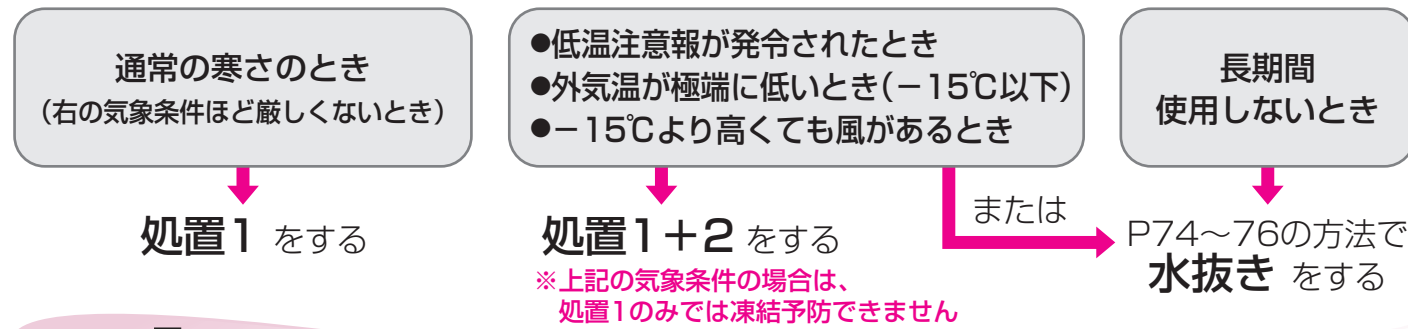 通常の寒さのとき
（右の気象条件ほど厳しくないとき）
処置1 をする
●低温注意報が発令されたとき
●外気温が極端に低いとき（－15℃以下）
●－15℃より高くても風があるとき
処置1＋2 をする
※上記の気象条件の場合は、
処置1のみでは凍結予防できません
または
長期間
使用しないとき
P74～76の方法で
水抜き をする